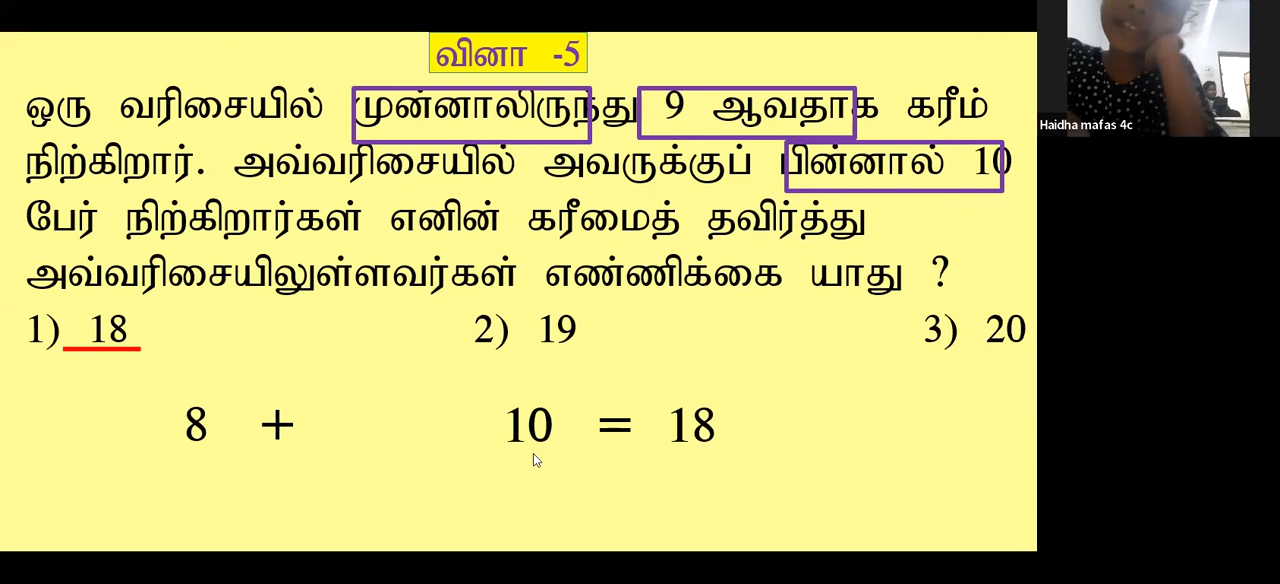 வினா -5
ஒரு வரிசையில் முன்னாலிருந்து 9 ஆவதாக கரீம்
நிற்கிறார். அவ்வரிசையில் அவருக்குப் பின்னால் 10
பேர் நிற்கிறார்கள் எனின் கரீமைத் தவிர்த்து
அவ்வரிசையிலுள்ளவர்கள் எண்ணிக்கை யாது ?
1) 18 2) 19 3) 20
8 + 10 = 18
Haidha mafas 4c